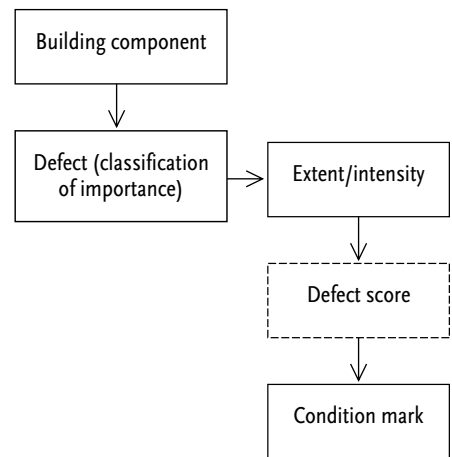 Building component
Defect (classification
of importance)
Extent/intensity
Defect score
Condition mark